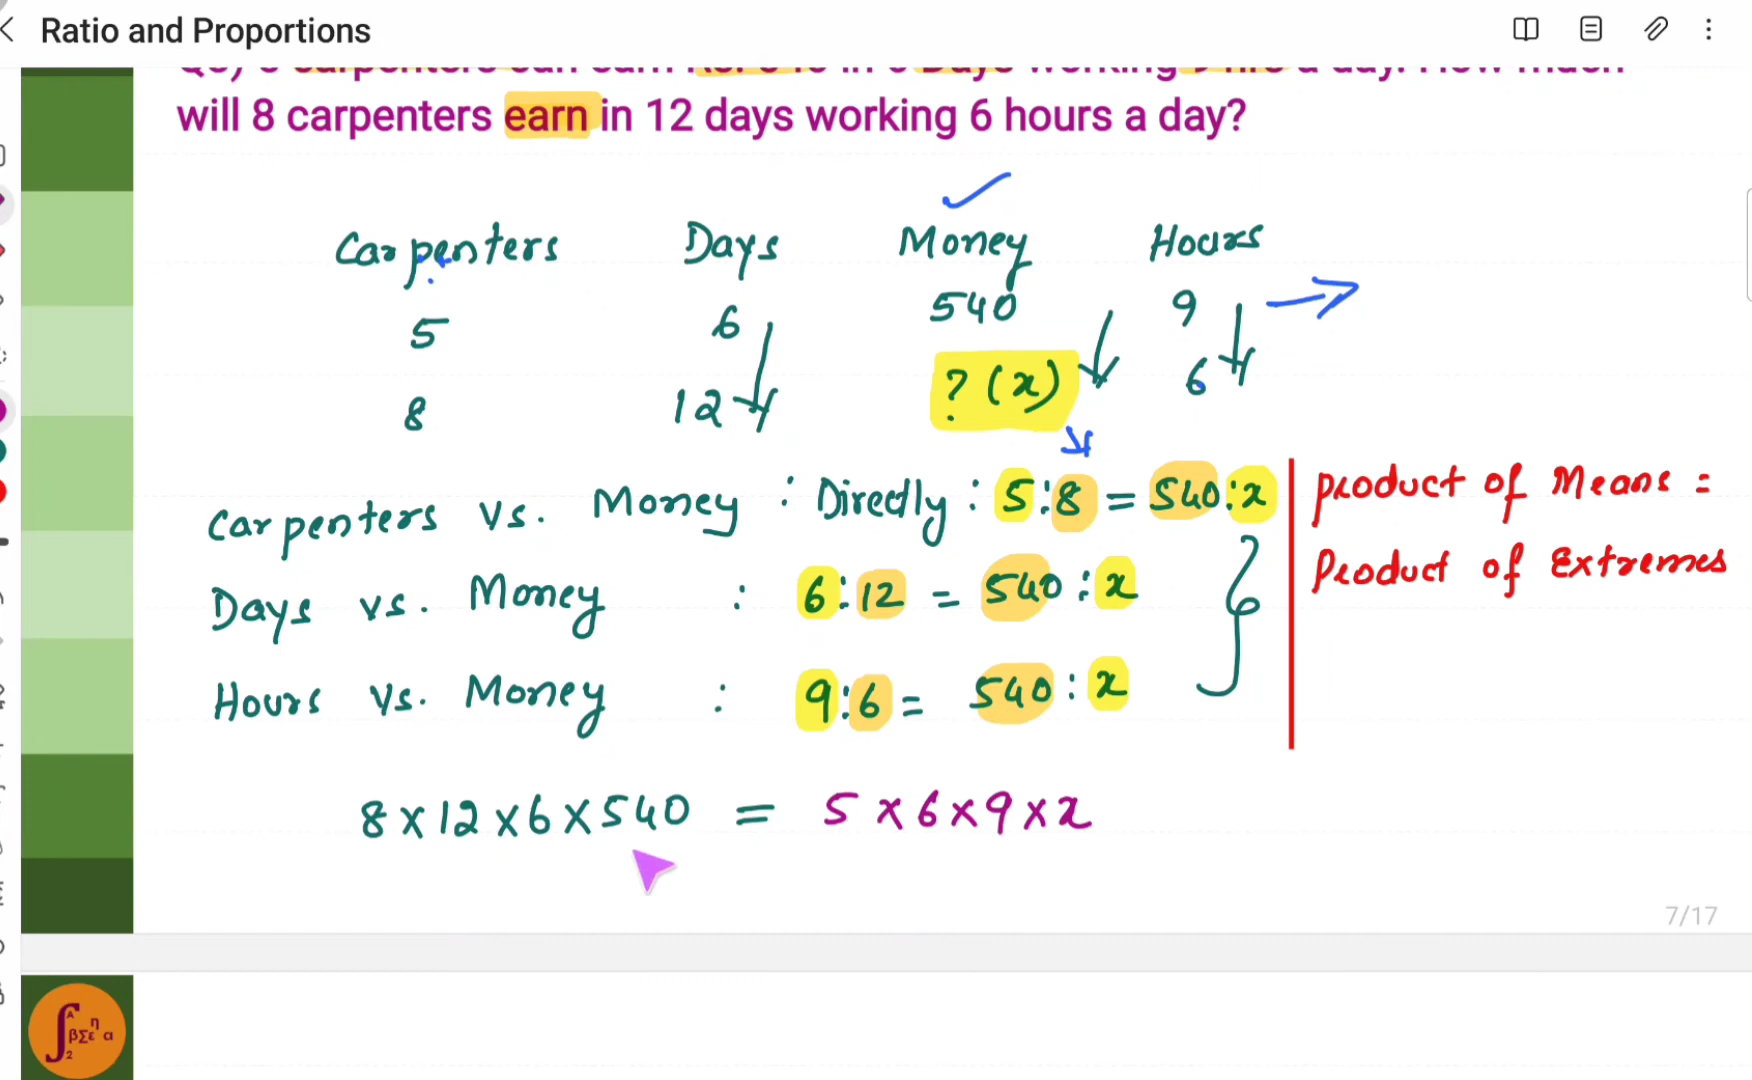 Ratio and Proportions
will 8 carpenters earn in 12 days working 6 hours a day?
Carpenters Days Money Hours
5 6 540 9
8 12 ? (x) 6
Carpenters vs. Money : Directly : 5:8 = 540:x
Product of Means =
Product of Extremes
Days vs. Money : 6:12 = 540:x
Hours vs. Money : 9:6 = 540:x
8×12×6×540 = 5×6×9×x
7/17